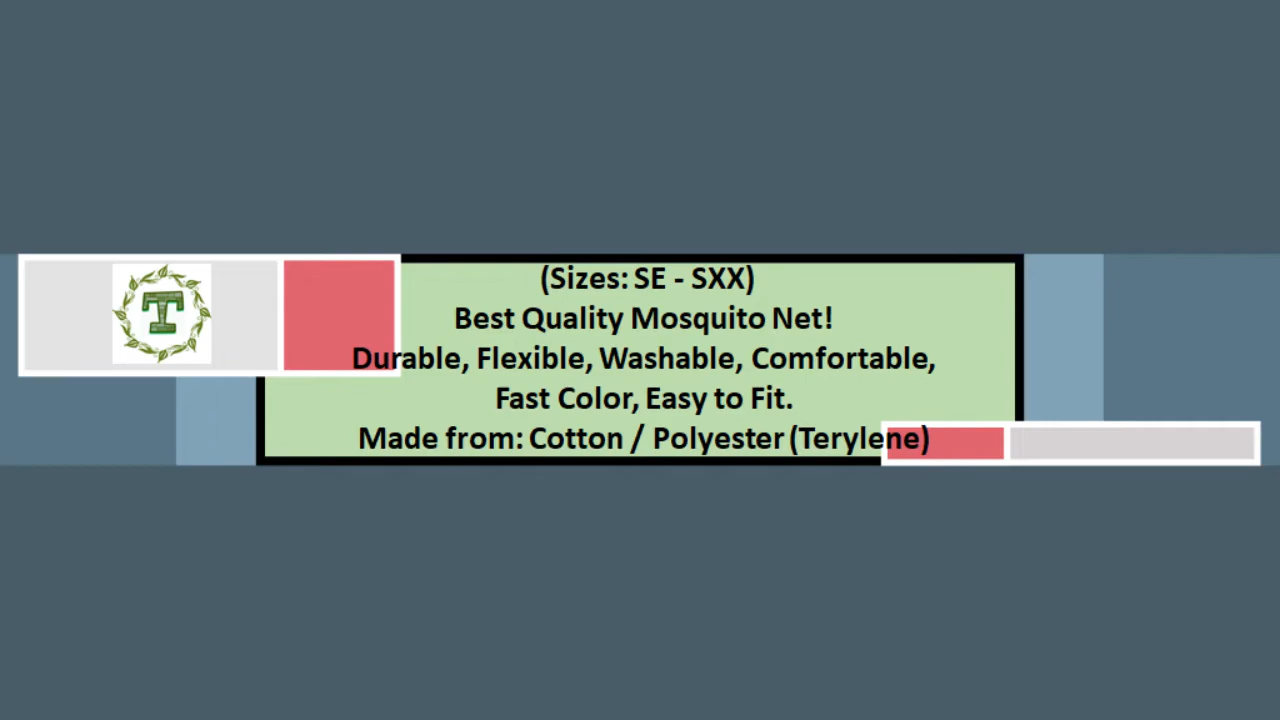 T
(Sizes: SE - SXX)
Best Quality Mosquito Net!
Durable, Flexible, Washable, Comfortable,
Fast Color, Easy to Fit.
Made from: Cotton / Polyester (Terylene)